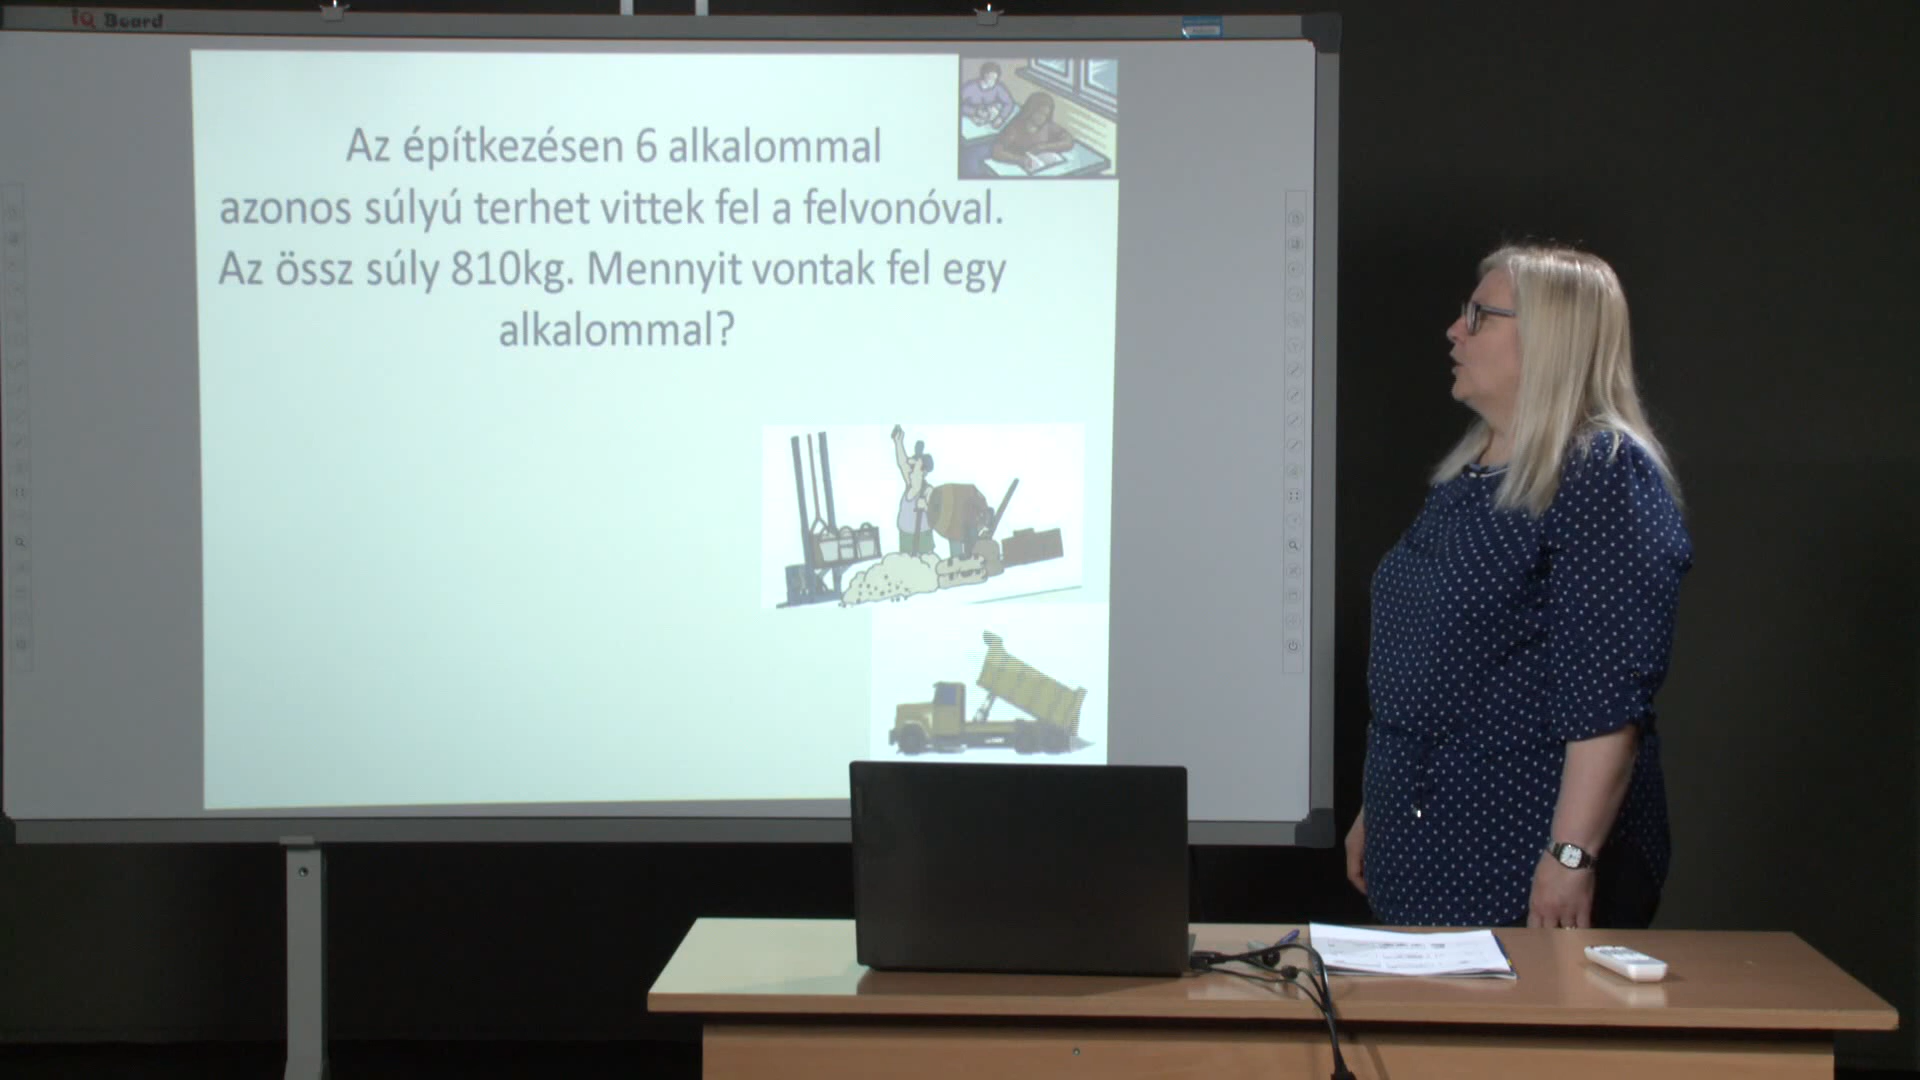 iQ Board
Az építkezésen 6 alkalommal
azonos súlyú terhet vittek fel a felvonóval.
Az össz súly 810kg. Mennyit vontak fel egy
alkalommal?